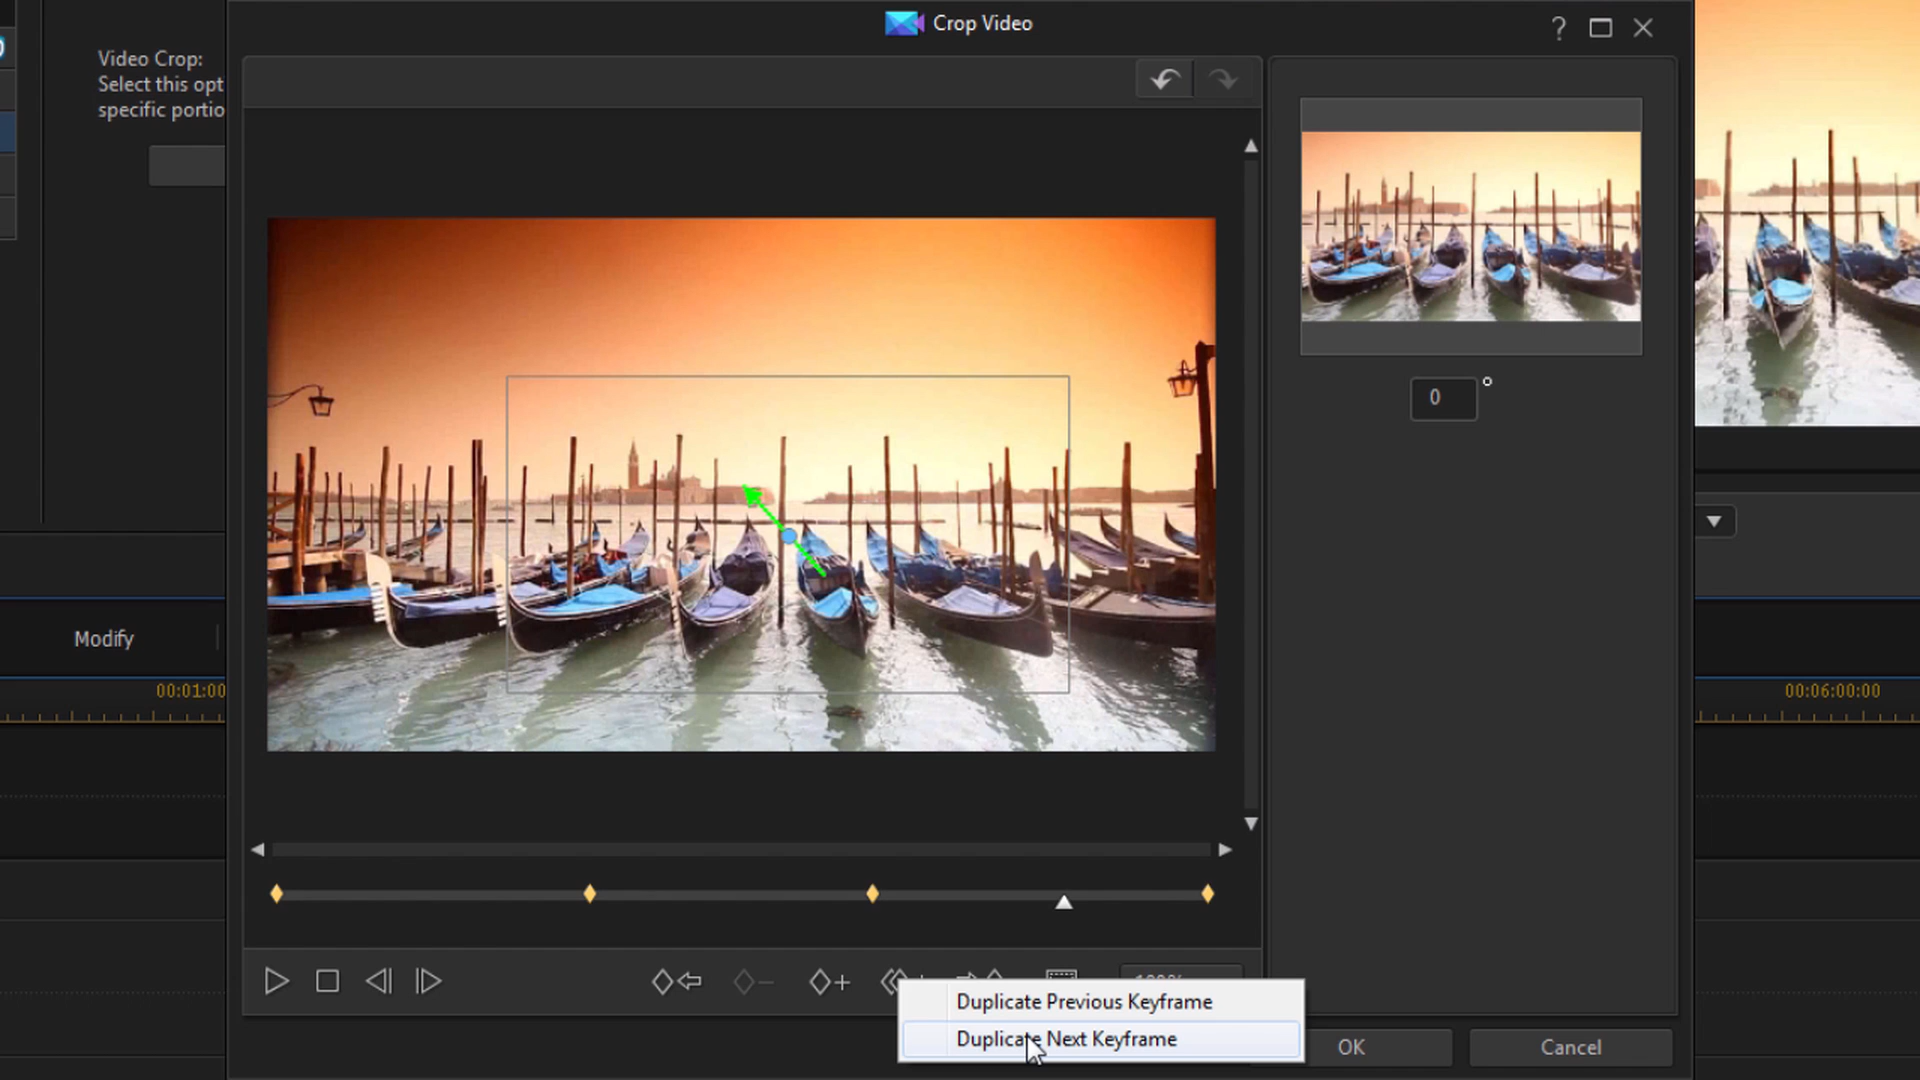 Crop Video
?
Video Crop:
Select this opt
specific portio
0 °
Modify
00:01:00
00:06:00:00
Duplicate Previous Keyframe
Duplicate Next Keyframe
OK
Cancel